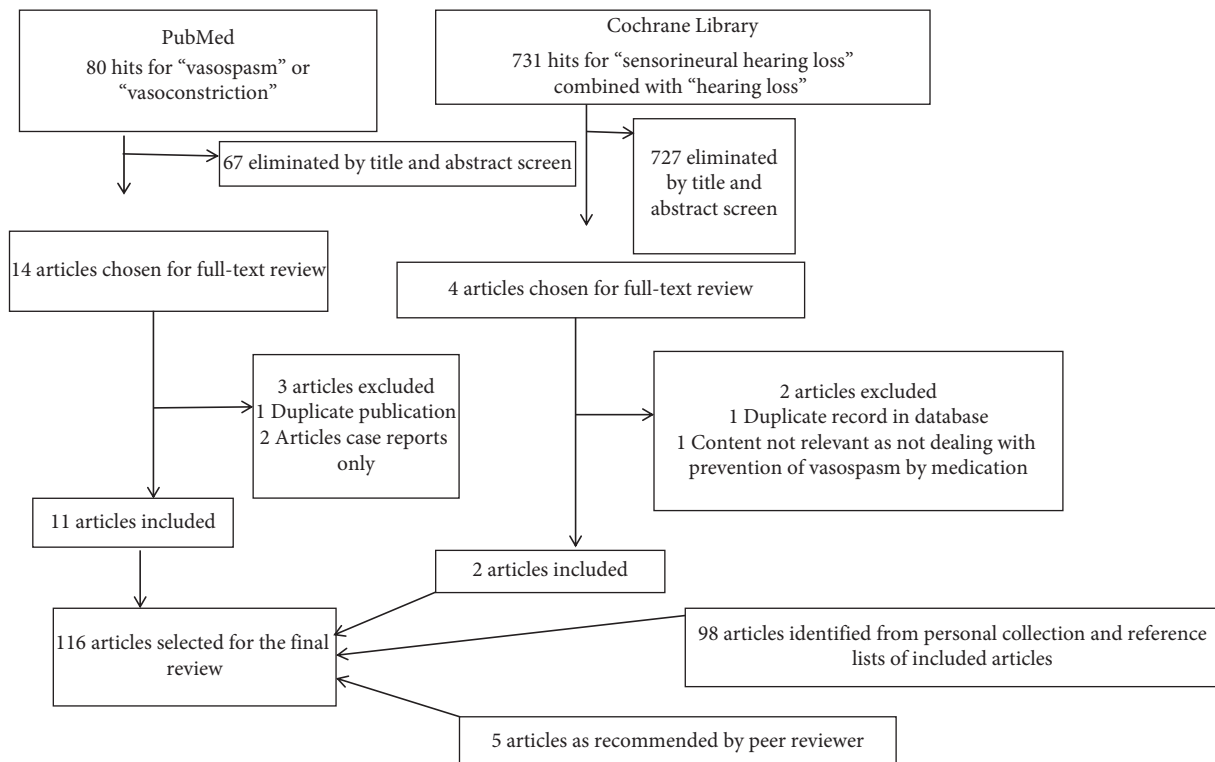 PubMed
80 hits for “vasospasm” or
“vasoconstriction”
Cochrane Library
731 hits for “sensorineural hearing loss”
combined with “hearing loss”
67 eliminated by title and abstract screen
727 eliminated
by title and
abstract screen
14 articles chosen for full-text review
4 articles chosen for full-text review
3 articles excluded
1 Duplicate publication
2 Articles case reports
only
2 articles excluded
1 Duplicate record in database
1 Content not relevant as not dealing with
prevention of vasospasm by medication
11 articles included
2 articles included
116 articles selected for the final
review
98 articles identified from personal collection and reference
lists of included articles
5 articles as recommended by peer reviewer